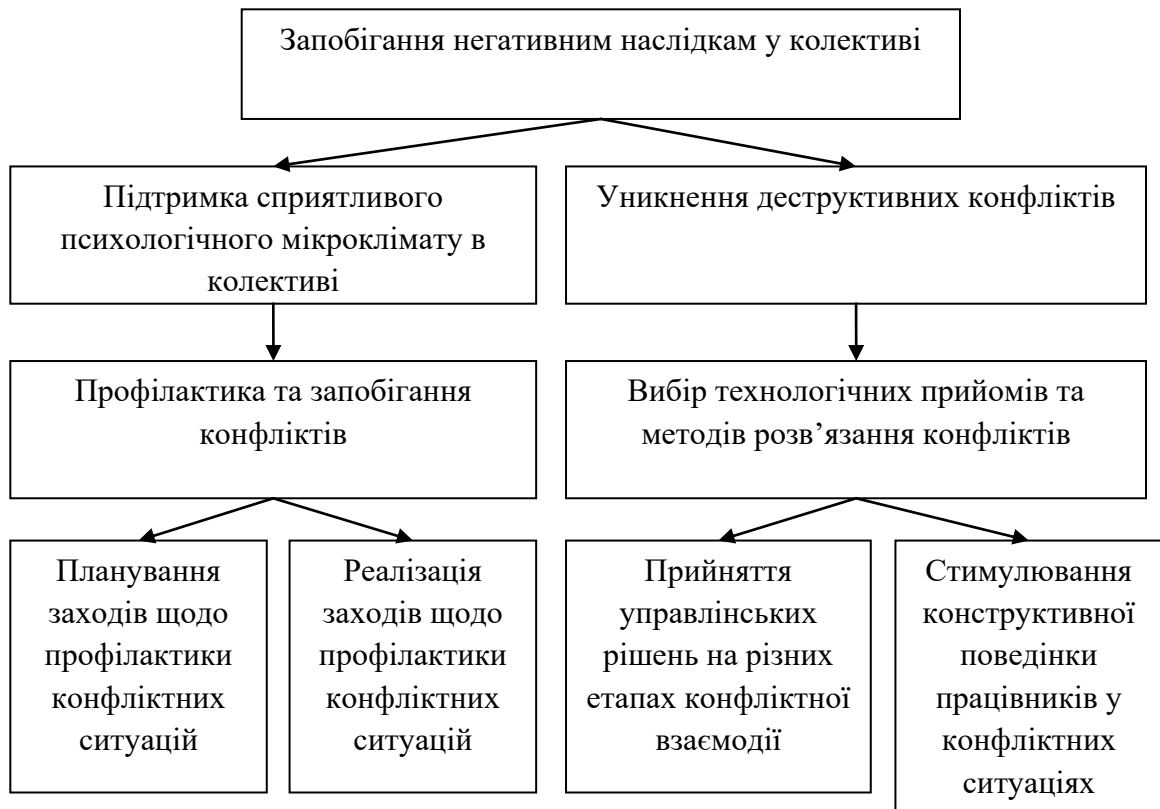 Запобігання негативним наслідкам у колективі
Підтримка сприятливого
психологічного мікроклімату в
колективі
Уникнення деструктивних конфліктів
Профілактика та запобігання
конфліктів
Вибір технологічних прийомів та
методів розв’язання конфліктів
Планування
заходів щодо
профілактики
конфліктних
ситуацій
Реалізація
заходів щодо
профілактики
конфліктних
ситуацій
Прийняття
управлінських
рішень на різних
етапах конфліктної
взаємодії
Стимулювання
конструктивної
поведінки
працівників у
конфліктних
ситуаціях